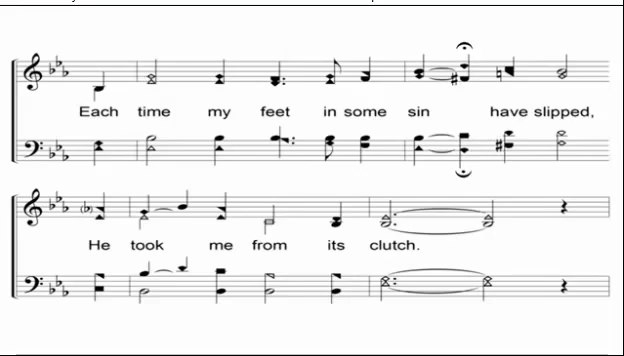 Each time my feet in some sin have slipped,
He took me from its clutch.